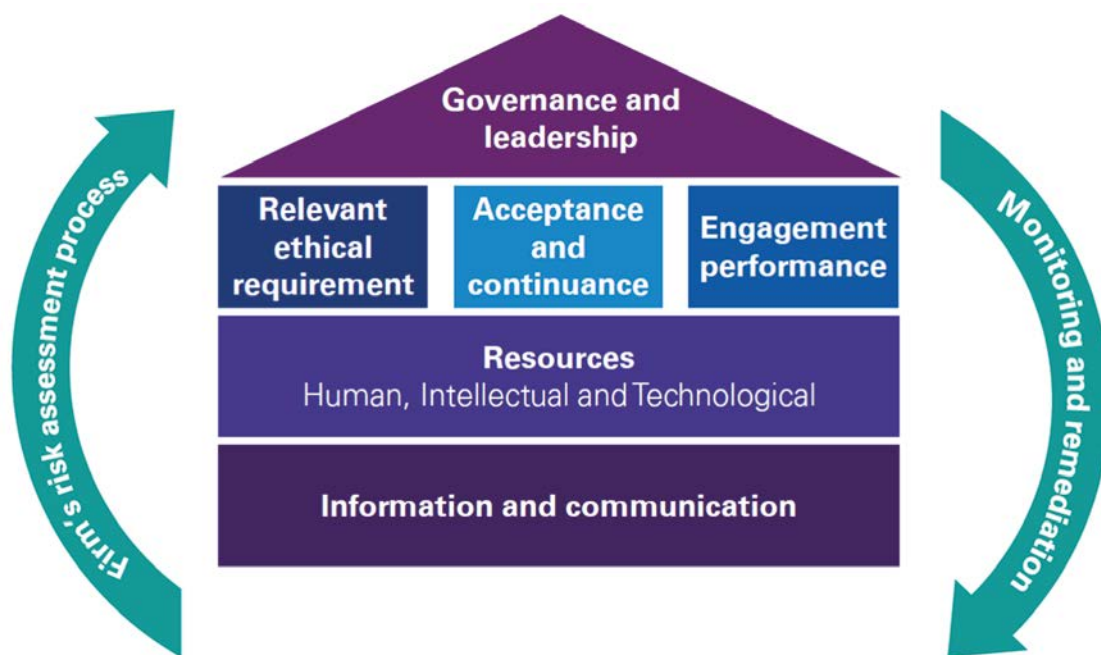 Governance and
leadership
Firm's risk assessment process
Relevant
ethical
requirement
Acceptance
and
continuance
Engagement
performance
Monitoring and remediation
Resources
Human, Intellectual and Technological
Information and communication